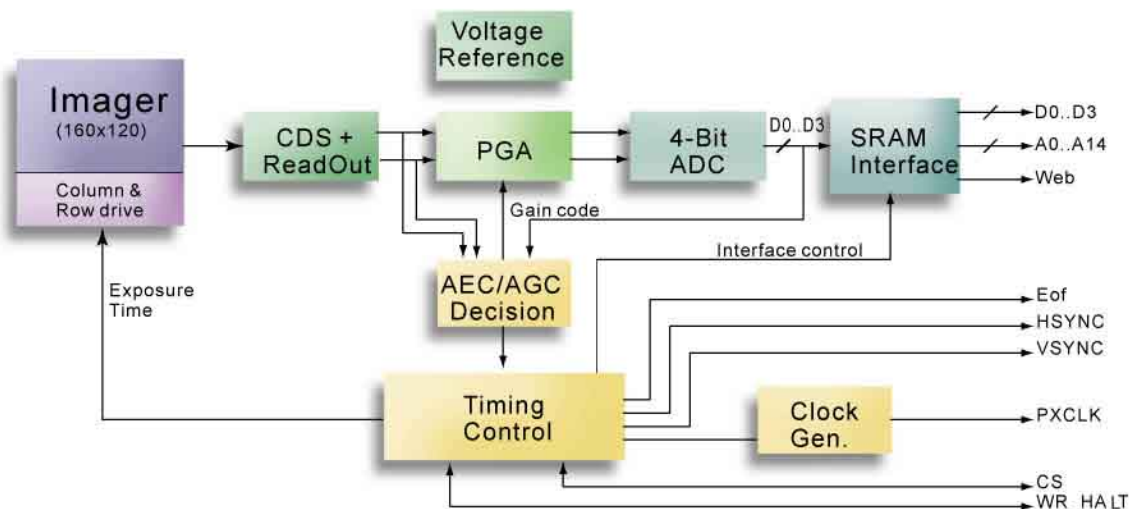 Voltage
Reference
Imager
(160x120)
Column &
Row drive
CDS +
ReadOut
PGA
4-Bit
ADC
D0..D3
SRAM
Interface
D0..D3
A0..A14
Web
Gain code
Interface control
AEC/AGC
Decision
Exposure
Time
Eof
HSYNC
VSYNC
Timing
Control
Clock
Gen.
PXCLK
CS
WR HALT